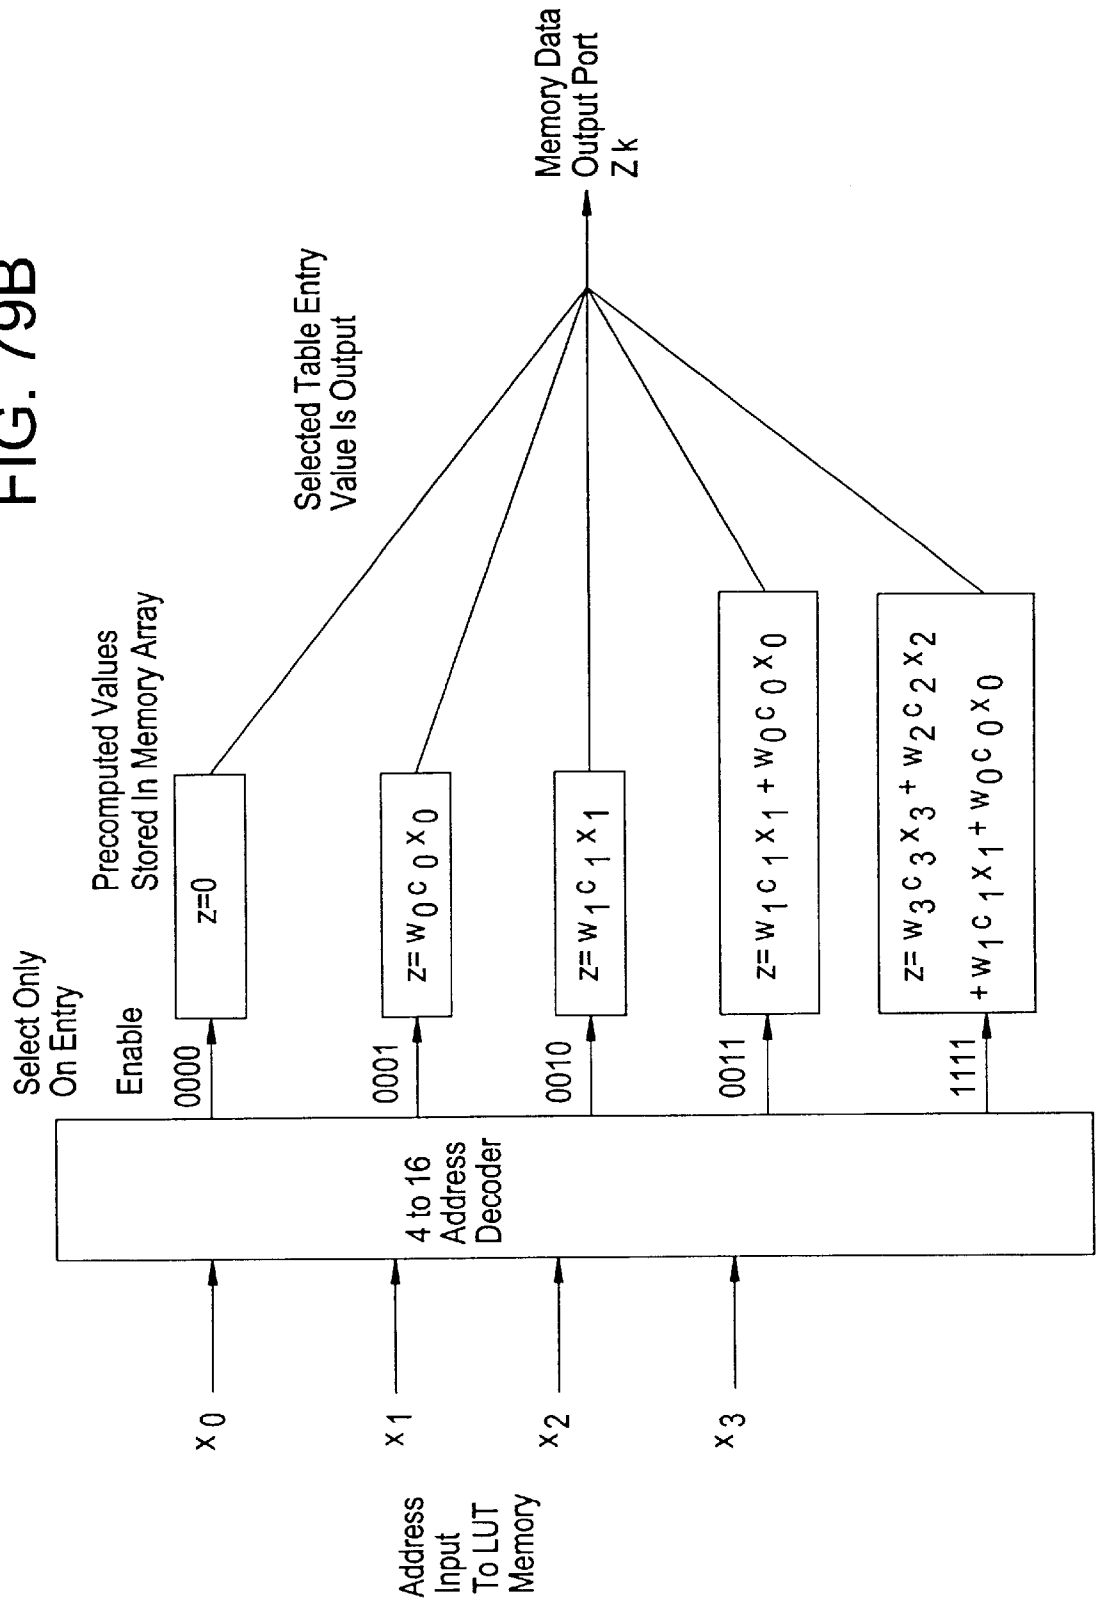 FIG. 79B
Select Only
On Entry
Enable
Precomputed Values
Stored In Memory Array
Selected Table Entry
Value Is Output
Memory Data
Output Port
Zk
Address
Input
To LUT
Memory
x0
x1
x2
x3
4 to 16
Address
Decoder
0000
z=0
0001
z=w0c0x0
0010
z=w1c1x1
0011
z=w1c1x1+w0c0x0
1111
z=w3c3x3+w2c2x2
+w1c1x1+w0c0x0